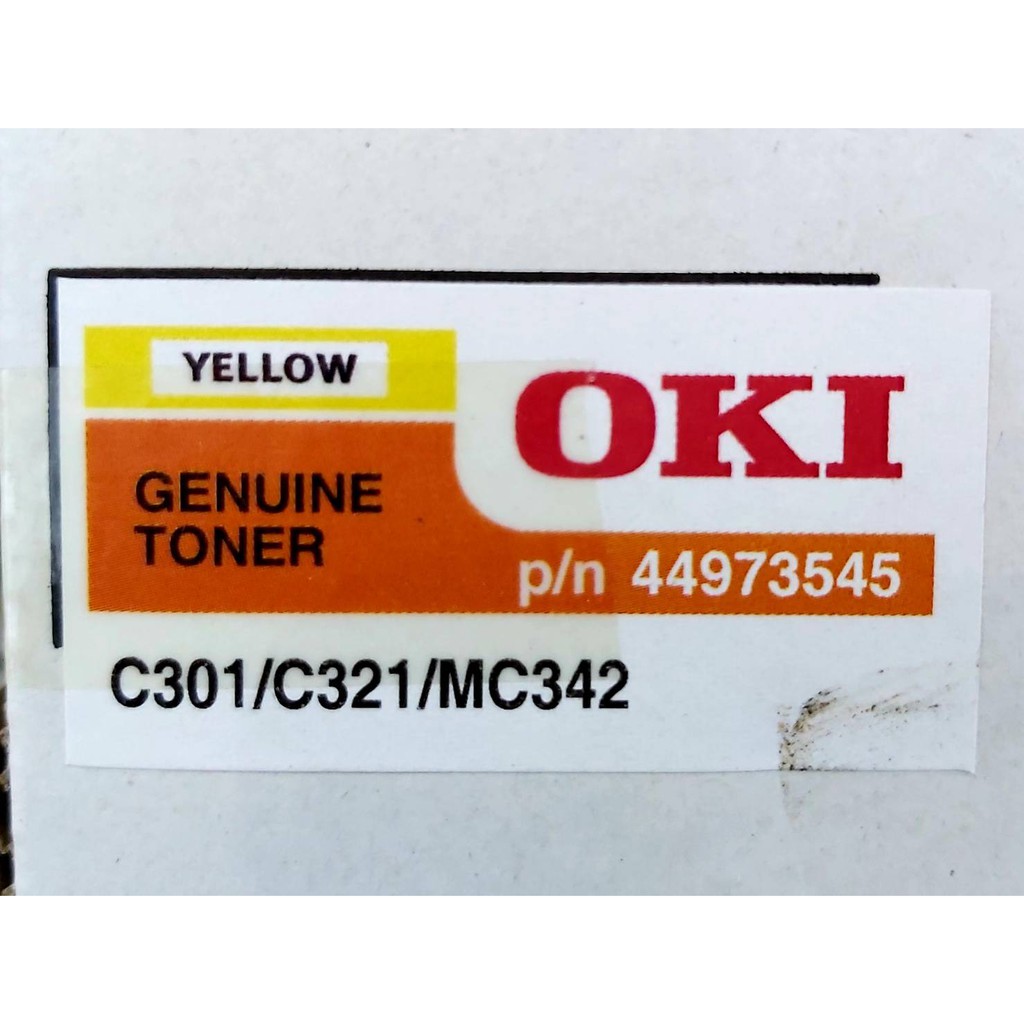 YELLOW
OKI
GENUINE
TONER
p/n 44973545
C301/C321/MC342